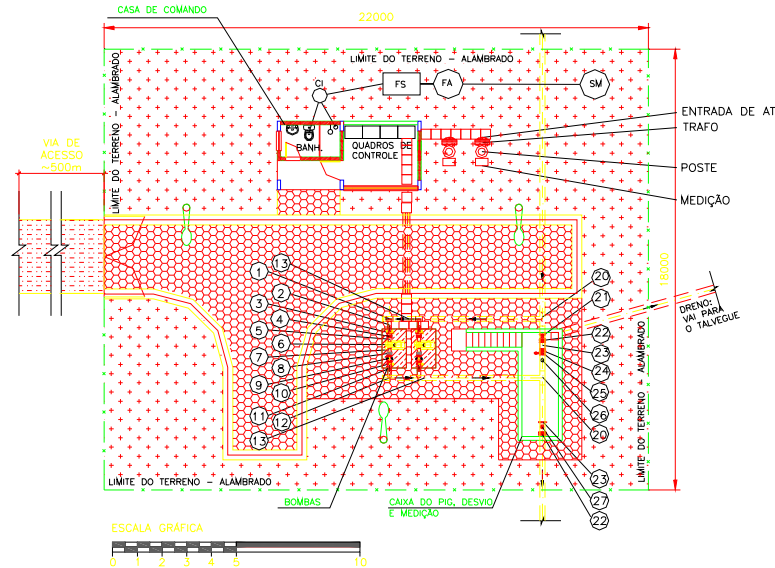 CASA DE COMANDO
22000
LIMITE DO TERRENO - ALAMBRADO
LIMITE DO TERRENO - ALAMBRADO
CI
FS
FA
SM
ENTRADA DE AT
TRAFO
POSTE
MEDIÇÃO
BANH.
QUADROS DE
CONTROLE
VIA DE
ACESSO
~500m
18000
DRENO:
VAI PARA
O TALVEGUE
13
1
2
3
4
5
6
7
8
9
10
11
12
13
20
21
22
23
24
25
26
20
23
27
22
LIMITE DO TERRENO - ALAMBRADO
LIMITE DO TERRENO - ALAMBRADO
BOMBAS
CAIXA DO PIG, DESVIO
E MEDIÇÃO
ESCALA GRÁFICA
0 1 2 3 4 5 10